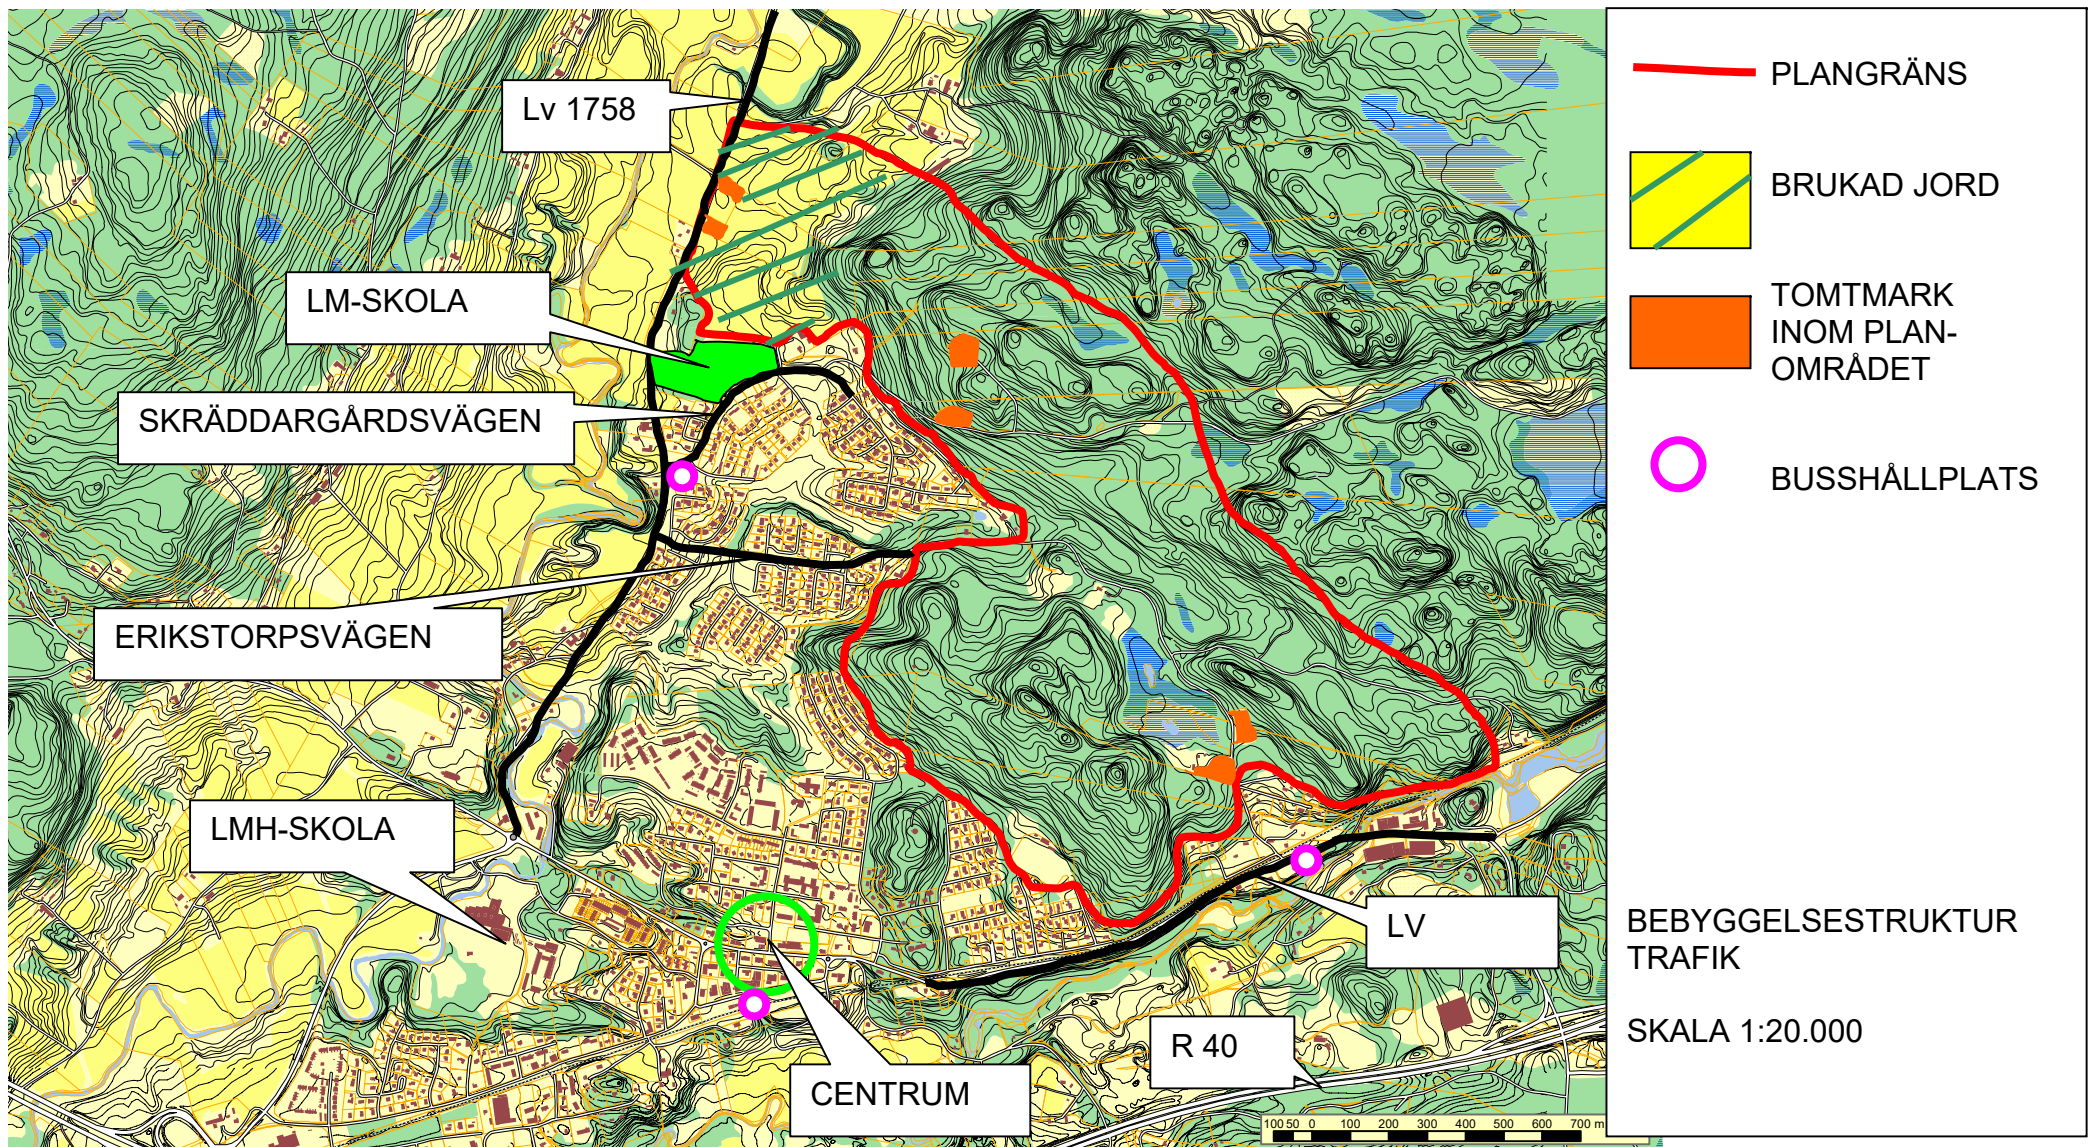 Lv 1758
LM-SKOLA
SKRÄDDARGÅRDSVÄGEN
ERIKSTORPSVÄGEN
LMH-SKOLA
CENTRUM
R 40
LV
100 50 0 100 200 300 400 500 600 700 m
PLANGRÄNS
BRUKAD JORD
TOMTMARK
INOM PLAN-
OMRÅDET
BUSSHÅLLPLATS
BEBYGGELSESTRUKTUR
TRAFIK
SKALA 1:20.000